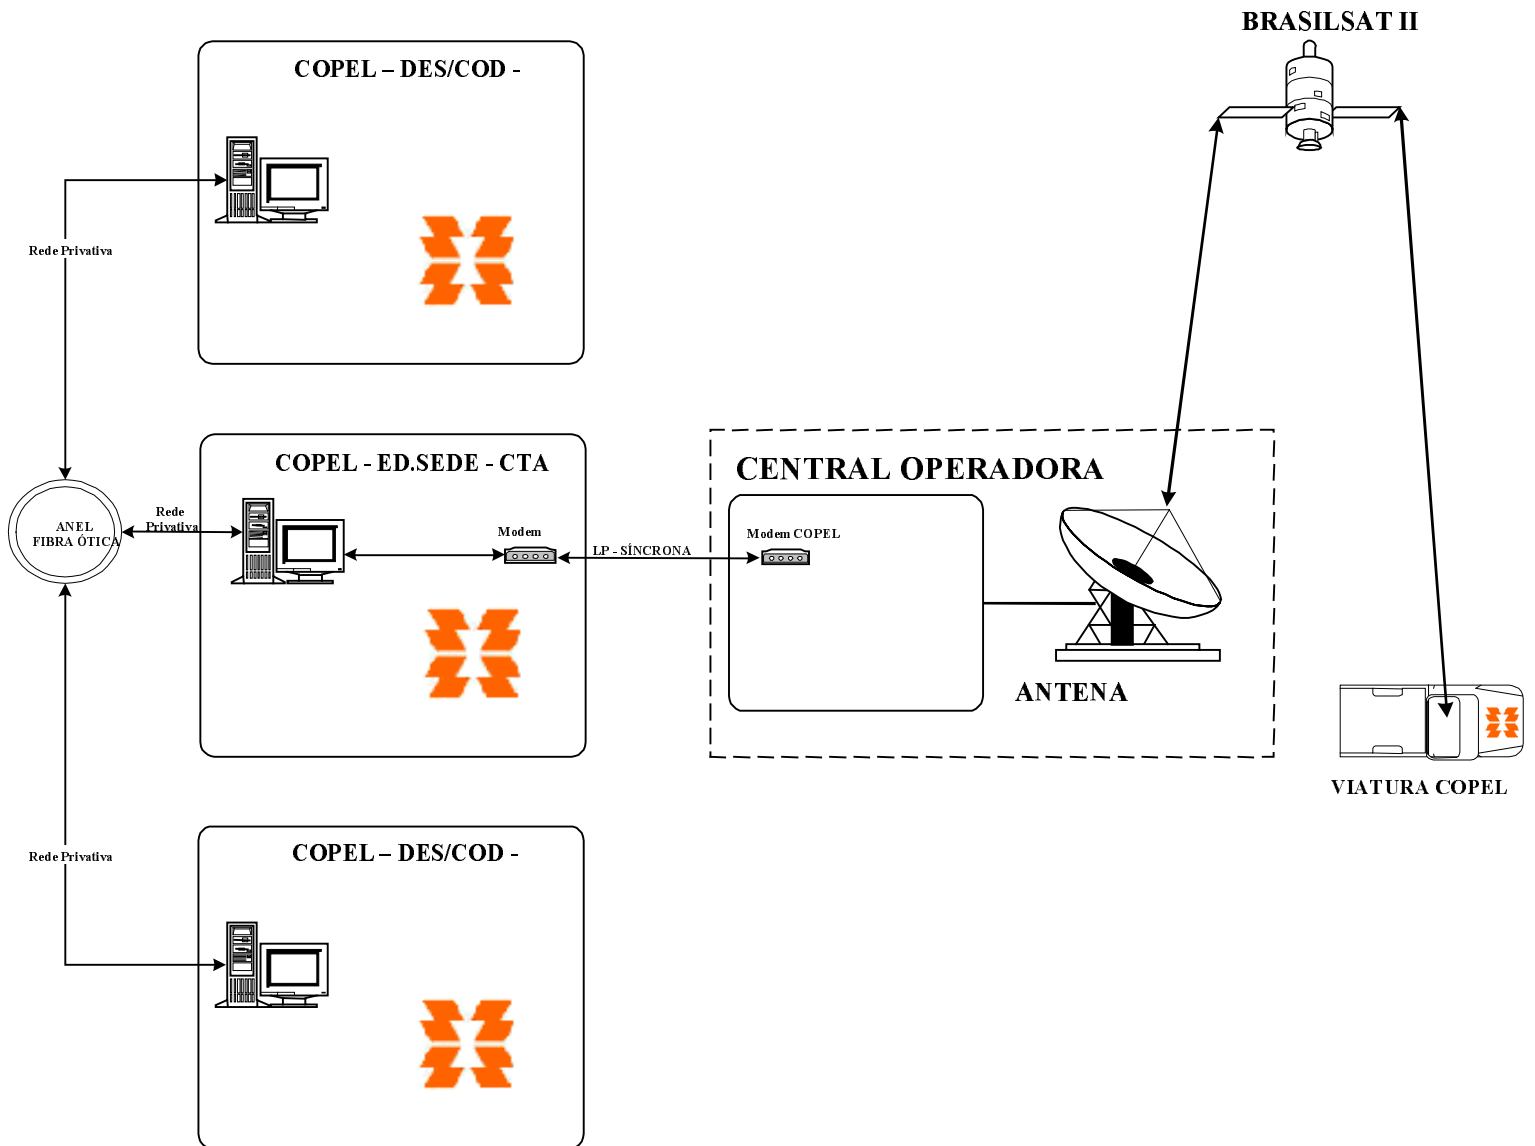 BRASILSAT II
COPEL – DES/COD -
Rede Privativa
COPEL - ED.SEDE - CTA
CENTRAL OPERADORA
ANEL
FIBRA ÓTICA
Rede
Privativa
Modem
LP - SÍNCRONA
Modem COPEL
ANTENA
VIATURA COPEL
COPEL – DES/COD -
Rede Privativa